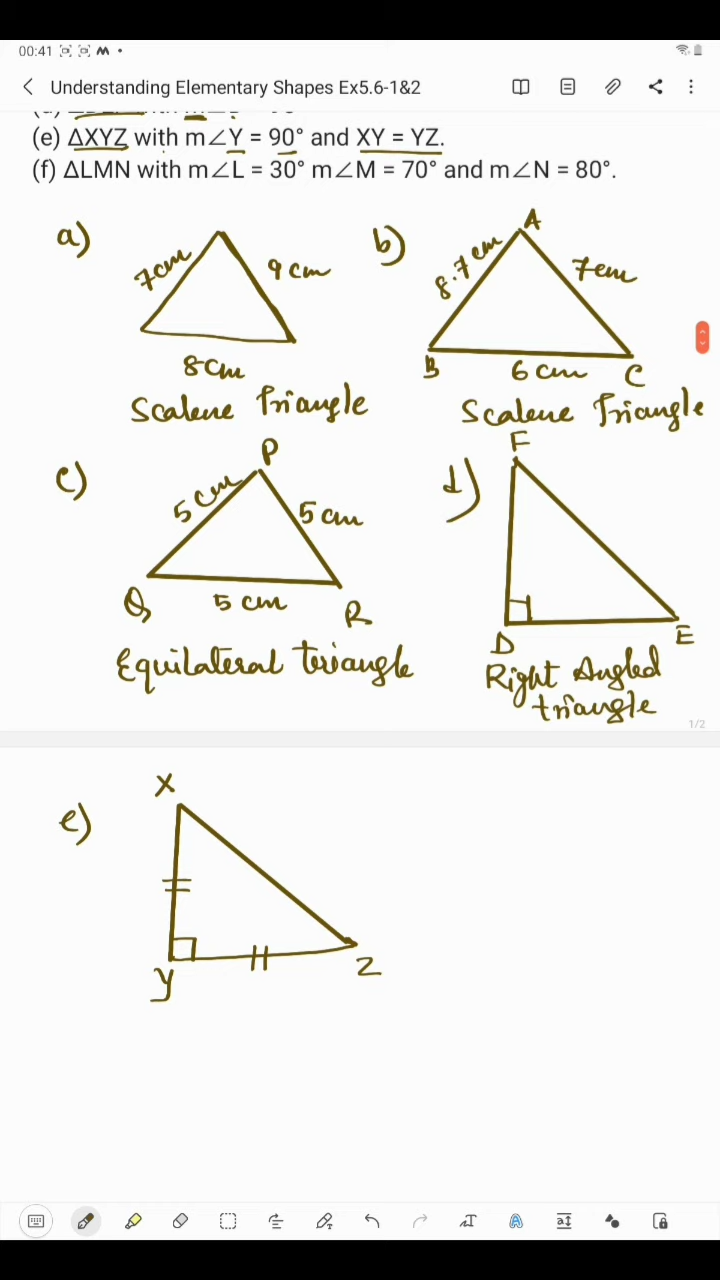 00:41
Understanding Elementary Shapes Ex5.6-1&2
(e) ΔXYZ with m∠Y = 90° and XY = YZ.
(f) ΔLMN with m∠L = 30° m∠M = 70° and m∠N = 80°.
a)
7cm
9 cm
8cm
Scalene Triangle
b)
A
8.7cm
7cm
B
6 cm
C
Scalene Triangle
c)
P
5 cm
5 cm
Q
5 cm
R
Equilateral triangle
d)
F
D
E
Right Angled
triangle
1/2
e)
X
Y
Z